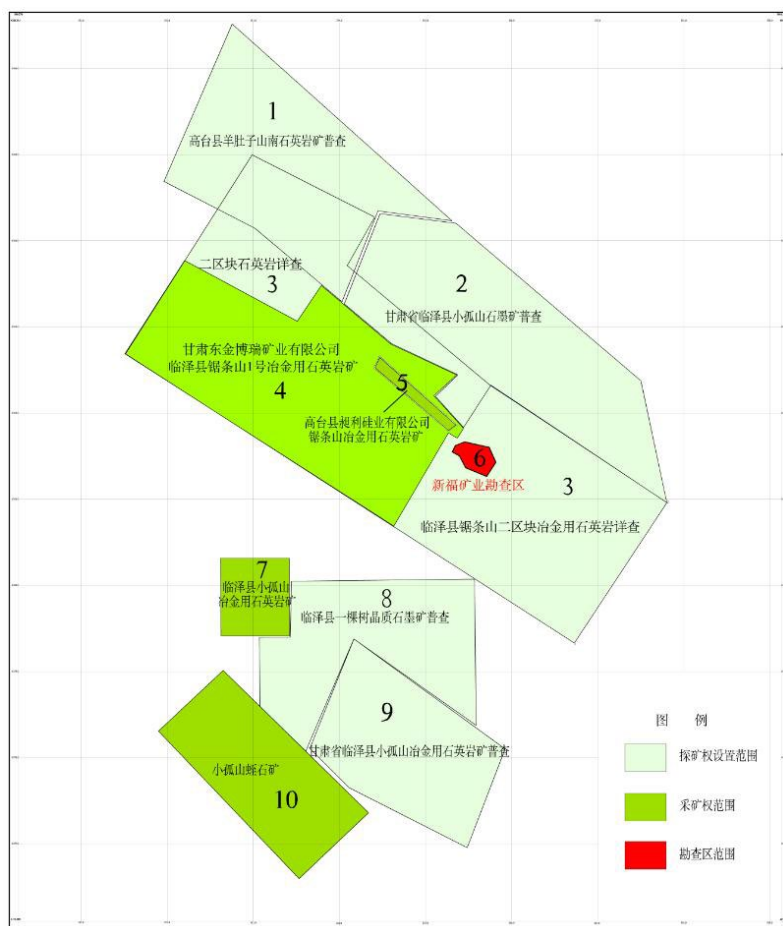 1
高台县羊肚子山南石英岩矿普查
二区块石英岩详查
3
2
甘肃省临泽县小孤山石墨矿普查
甘肃东金博瑞矿业有限公司
临泽县锯条山1号冶金用石英岩矿
4
5
高台县昶利硅业有限公司
锯条山冶金用石英岩矿
6
新福矿业勘查区
3
临泽县锯条山二区块冶金用石英岩详查
7
临泽县小孤山
冶金用石英岩矿
8
临泽县一棵树晶质石墨矿普查
9
甘肃省临泽县小孤山冶金用石英岩矿普查
小孤山蛭石矿
10
图 例
探矿权设置范围
采矿权范围
勘查区范围